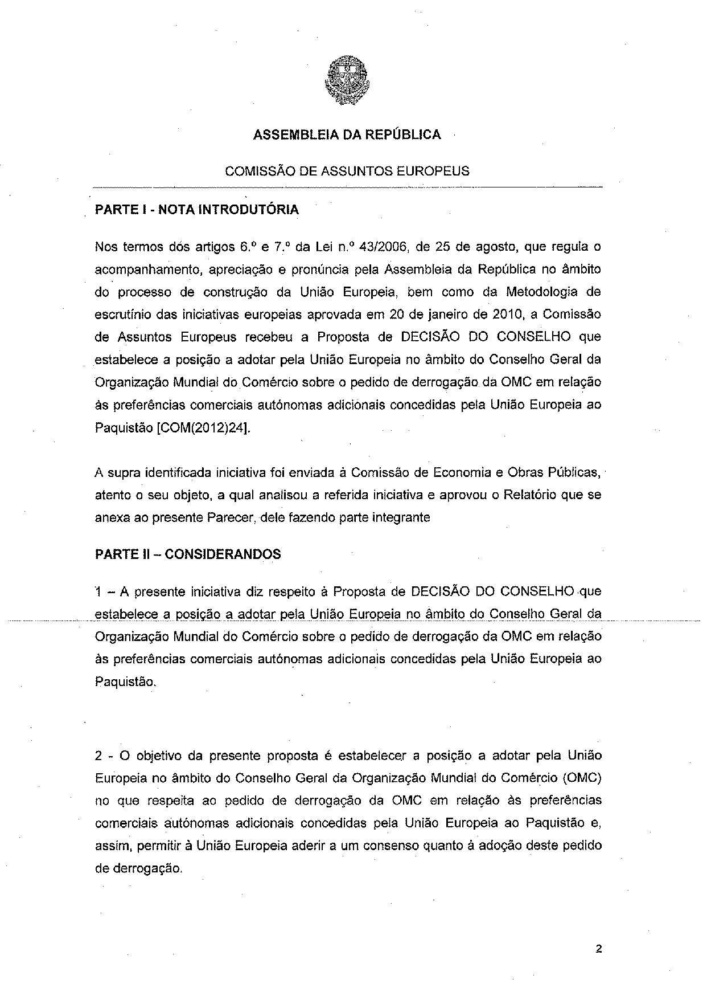 ASSEMBLEIA DA REPÚBLICA
COMISSÃO DE ASSUNTOS EUROPEUS
PARTE I - NOTA INTRODUTÓRIA
Nos termos dos artigos 6.º e 7.º da Lei n.º 43/2006, de 25 de agosto, que regula o
acompanhamento, apreciação e pronúncia pela Assembleia da República no âmbito
do processo de construção da União Europeia, bem como da Metodologia de
escrutínio das iniciativas europeias aprovada em 20 de janeiro de 2010, a Comissão
de Assuntos Europeus recebeu a Proposta de DECISÃO DO CONSELHO que
estabelece a posição a adotar pela União Europeia no âmbito do Conselho Geral da
Organização Mundial do Comércio sobre o pedido de derrogação da OMC em relação
às preferências comerciais autónomas adicionais concedidas pela União Europeia ao
Paquistão [COM(2012)24].
A supra identificada iniciativa foi enviada à Comissão de Economia e Obras Públicas,
atento o seu objeto, a qual analisou a referida iniciativa e aprovou o Relatório que se
anexa ao presente Parecer, dele fazendo parte integrante
PARTE II – CONSIDERANDOS
1 – A presente iniciativa diz respeito à Proposta de DECISÃO DO CONSELHO que
estabelece a posição a adotar pela União Europeia no âmbito do Conselho Geral da
Organização Mundial do Comércio sobre o pedido de derrogação da OMC em relação
às preferências comerciais autónomas adicionais concedidas pela União Europeia ao
Paquistão.
2 - O objetivo da presente proposta é estabelecer a posição a adotar pela União
Europeia no âmbito do Conselho Geral da Organização Mundial do Comércio (OMC)
no que respeita ao pedido de derrogação da OMC em relação às preferências
comerciais autónomas adicionais concedidas pela União Europeia ao Paquistão e,
assim, permitir à União Europeia aderir a um consenso quanto à adoção deste pedido
de derrogação.
2